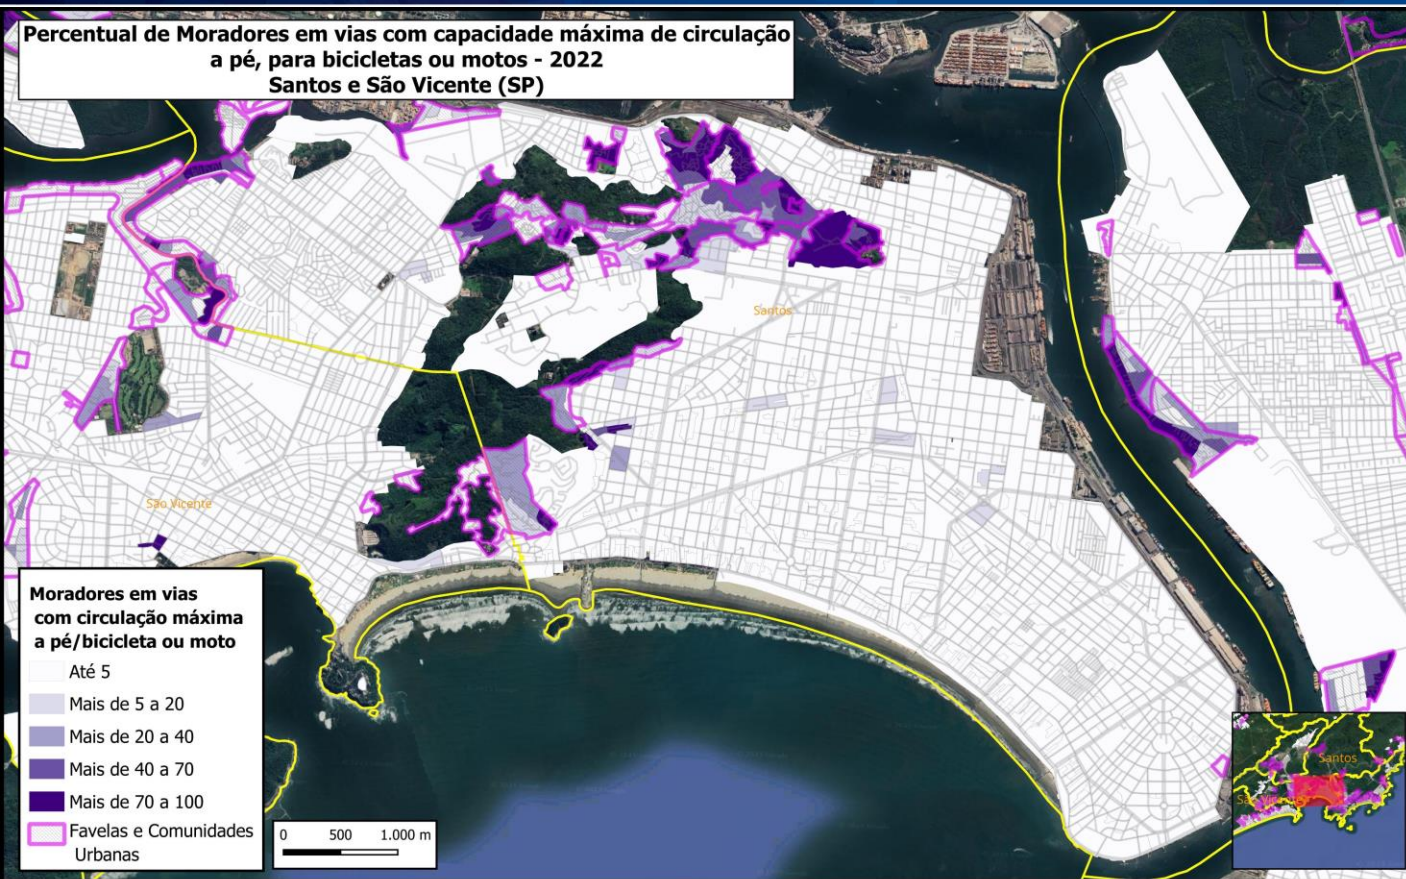 Percentual de Moradores em vias com capacidade máxima de circulação
a pé, para bicicletas ou motos - 2022
Santos e São Vicente (SP)
Santos
São Vicente
Moradores em vias
com circulação máxima
a pé/bicicleta ou moto
Até 5
Mais de 5 a 20
Mais de 20 a 40
Mais de 40 a 70
Mais de 70 a 100
Favelas e Comunidades
Urbanas
0 500 1.000 m
Santos